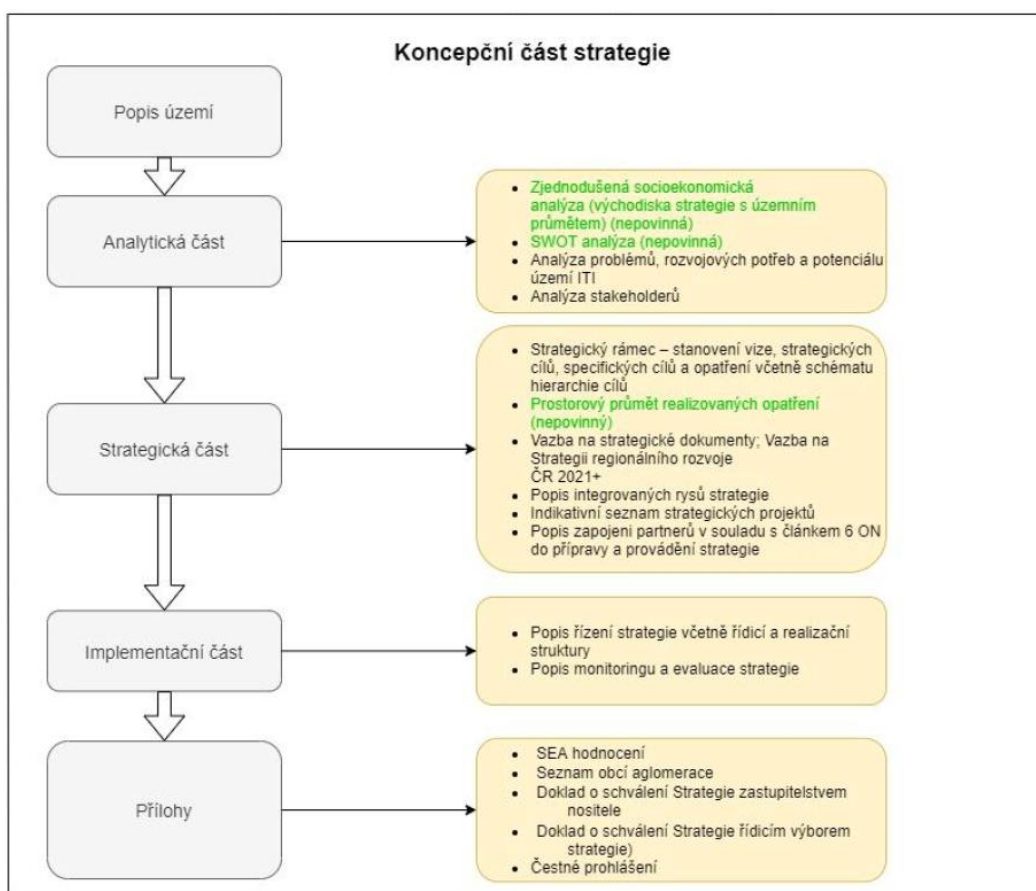 Koncepční část strategie
Popis území
Analytická část
• Zjednodušená socioekonomická
analýza (východiska strategie s územním
průmětem) (nepovinná)
• SWOT analýza (nepovinná)
• Analýza problémů, rozvojových potřeb a potenciálu
území ITI
• Analýza stakeholderů
Strategická část
• Strategický rámec – stanovení vize, strategických
cílů, specifických cílů a opatření včetně schématu
hierarchie cílů
• Prostorový průmět realizovaných opatření
(nepovinný)
• Vazba na strategické dokumenty; Vazba na
Strategii regionálního rozvoje
ČR 2021+
• Popis integrovaných rysů strategie
• Indikativní seznam strategických projektů
• Popis zapojeni partnerů v souladu s článkem 6 ON
do přípravy a provádění strategie
Implementační část
• Popis řízení strategie včetně řídicí a realizační
struktury
• Popis monitoringu a evaluace strategie
Přílohy
• SEA hodnocení
• Seznam obcí aglomerace
• Doklad o schválení Strategie zastupitelstvem
nositele
• Doklad o schválení Strategie řídicím výborem
strategie)
• Čestné prohlášení